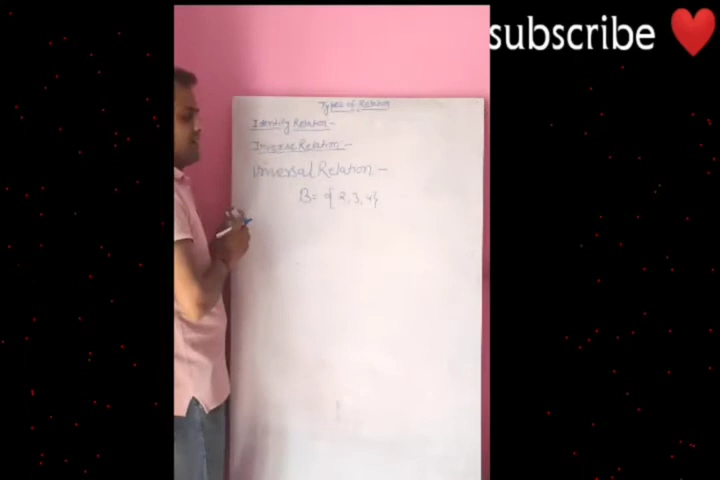 subscribe
Types of Relation
Identity Relation -
Inverse Relation -
Universal Relation -
B = { 2, 3, 4}